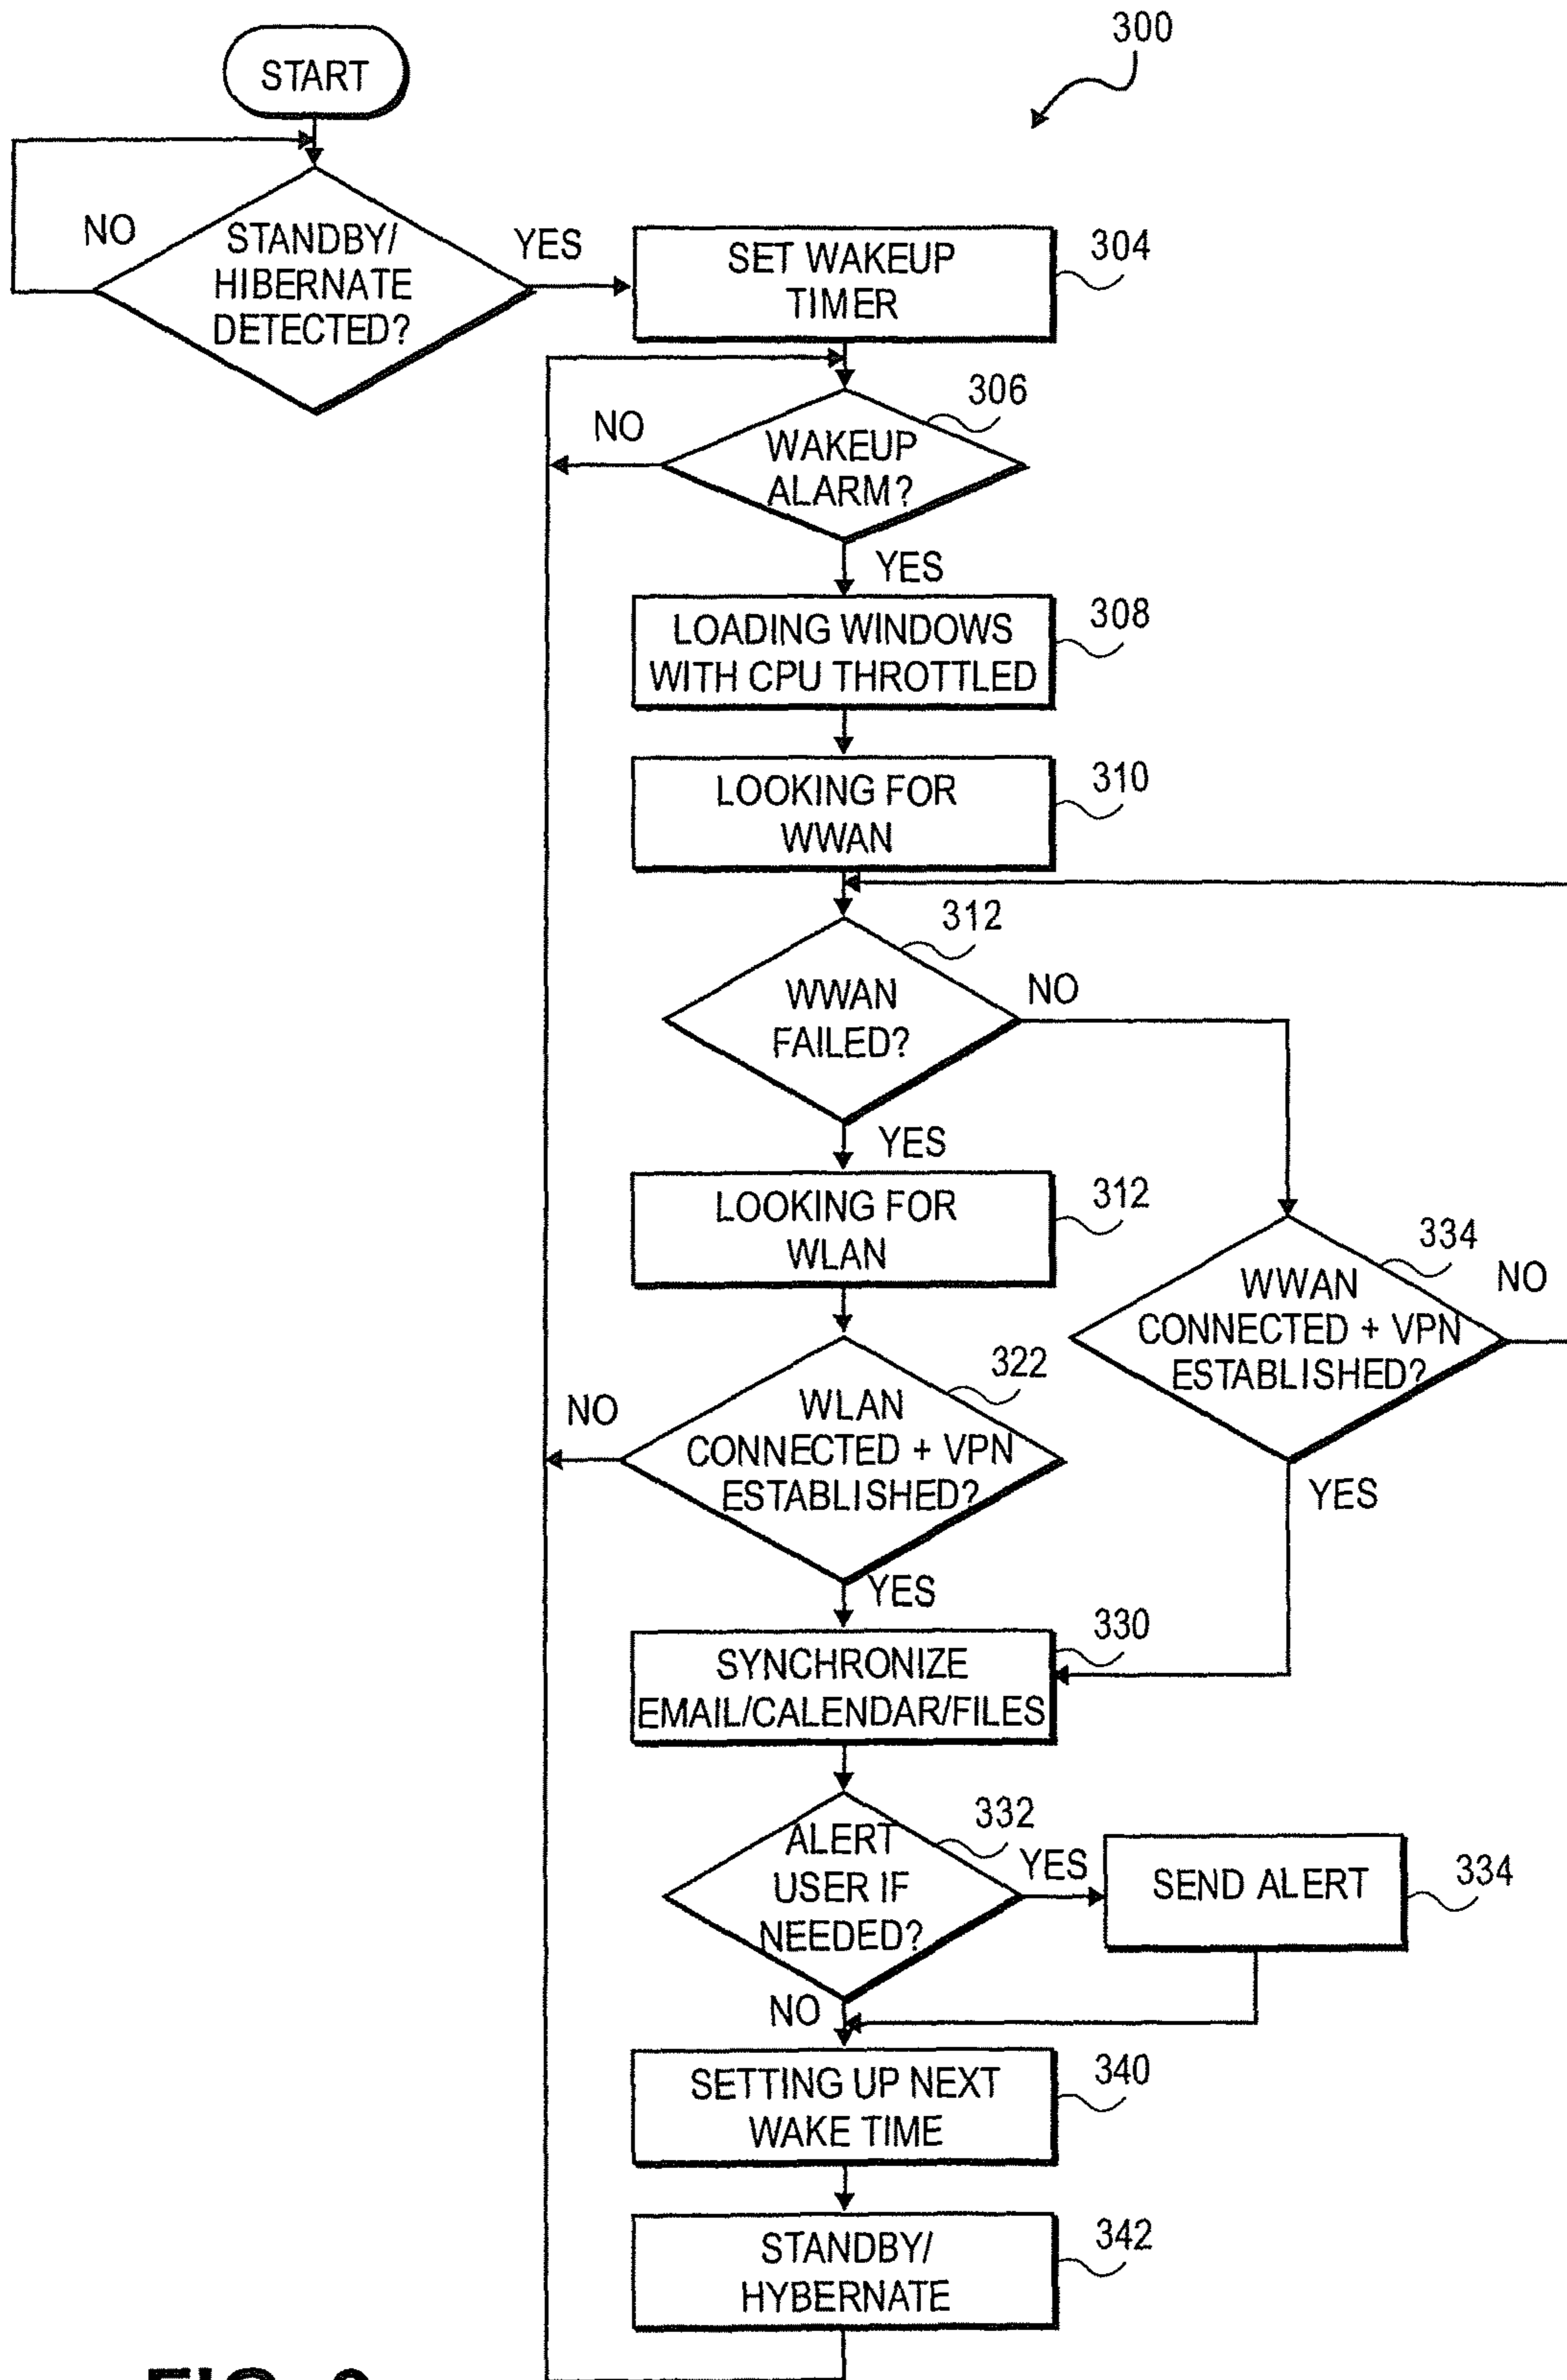 300
START
NO
STANDBY/
HIBERNATE
DETECTED?
YES
SET WAKEUP
TIMER
304
306
NO
WAKEUP
ALARM?
YES
LOADING WINDOWS
WITH CPU THROTTLED
308
LOOKING FOR
WWAN
310
312
WWAN
FAILED?
NO
YES
LOOKING FOR
WLAN
312
334
WWAN
CONNECTED + VPN
ESTABLISHED?
NO
YES
322
NO
WLAN
CONNECTED + VPN
ESTABLISHED?
YES
SYNCHRONIZE
EMAIL/CALENDAR/FILES
330
332
ALERT
USER IF
NEEDED?
YES
SEND ALERT
334
NO
SETTING UP NEXT
WAKE TIME
340
STANDBY/
HYBERNATE
342